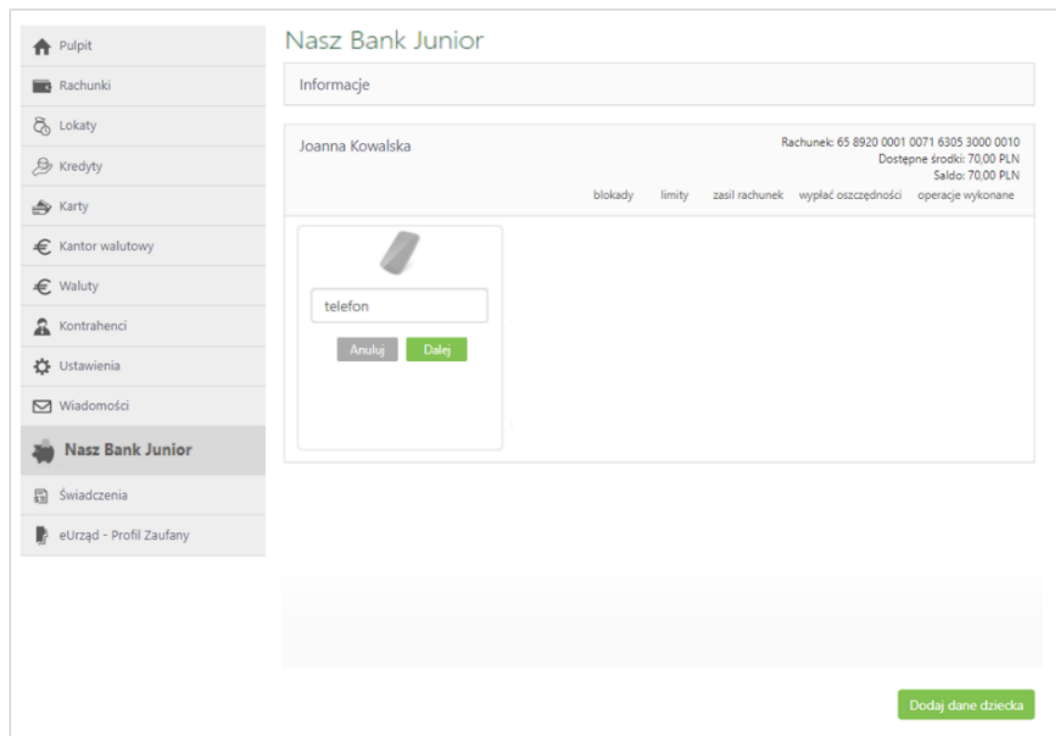 Pulpit
Rachunki
Lokaty
Kredyty
Karty
Kantor walutowy
Waluty
Kontrahenci
Ustawienia
Wiadomości
Nasz Bank Junior
Świadczenia
eUrząd - Profil Zaufany
Nasz Bank Junior
Informacje
Joanna Kowalska
Rachunek: 65 8920 0001 0071 6305 3000 0010
Dostępne środki: 70,00 PLN
Saldo: 70,00 PLN
blokady limity zasil rachunek wypłać oszczędności operacje wykonane
telefon
Anuluj Dalej
Dodaj dane dziecka